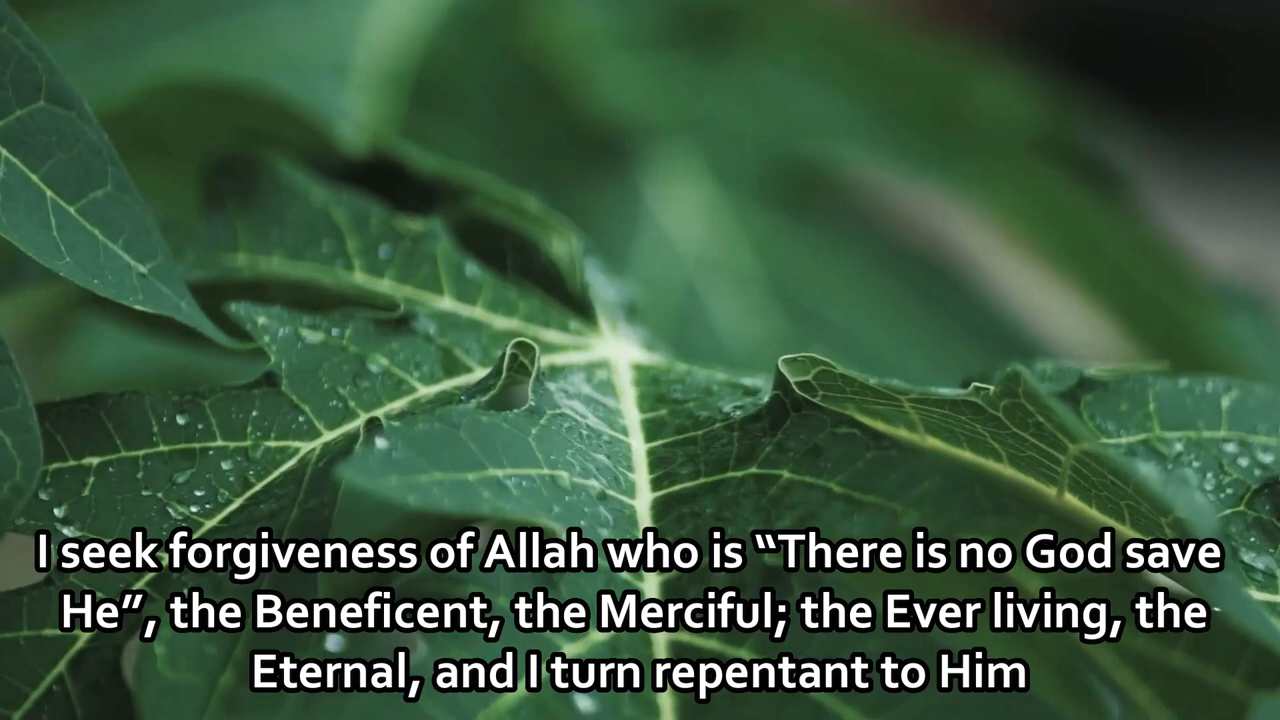 I seek forgiveness of Allah who is “There is no God save
He”, the Beneficent, the Merciful; the Ever living, the
Eternal, and I turn repentant to Him